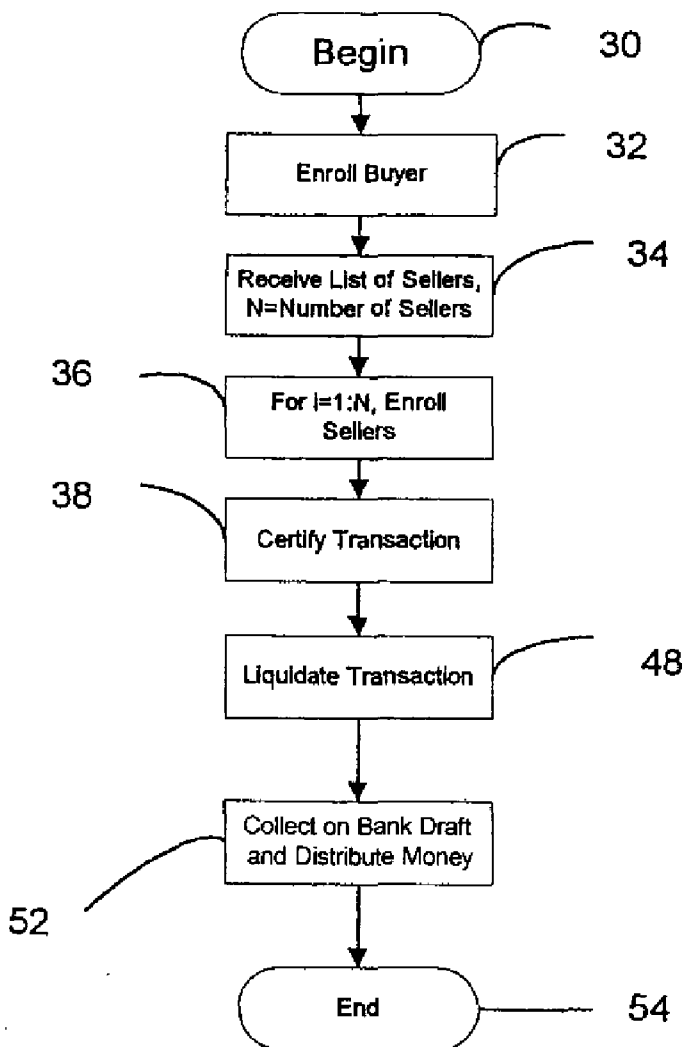 Begin
30
Enroll Buyer
32
Receive List of Sellers,
N=Number of Sellers
34
36
For i=1:N, Enroll
Sellers
38
Certify Transaction
Liquidate Transaction
48
Collect on Bank Draft
and Distribute Money
52
End
54